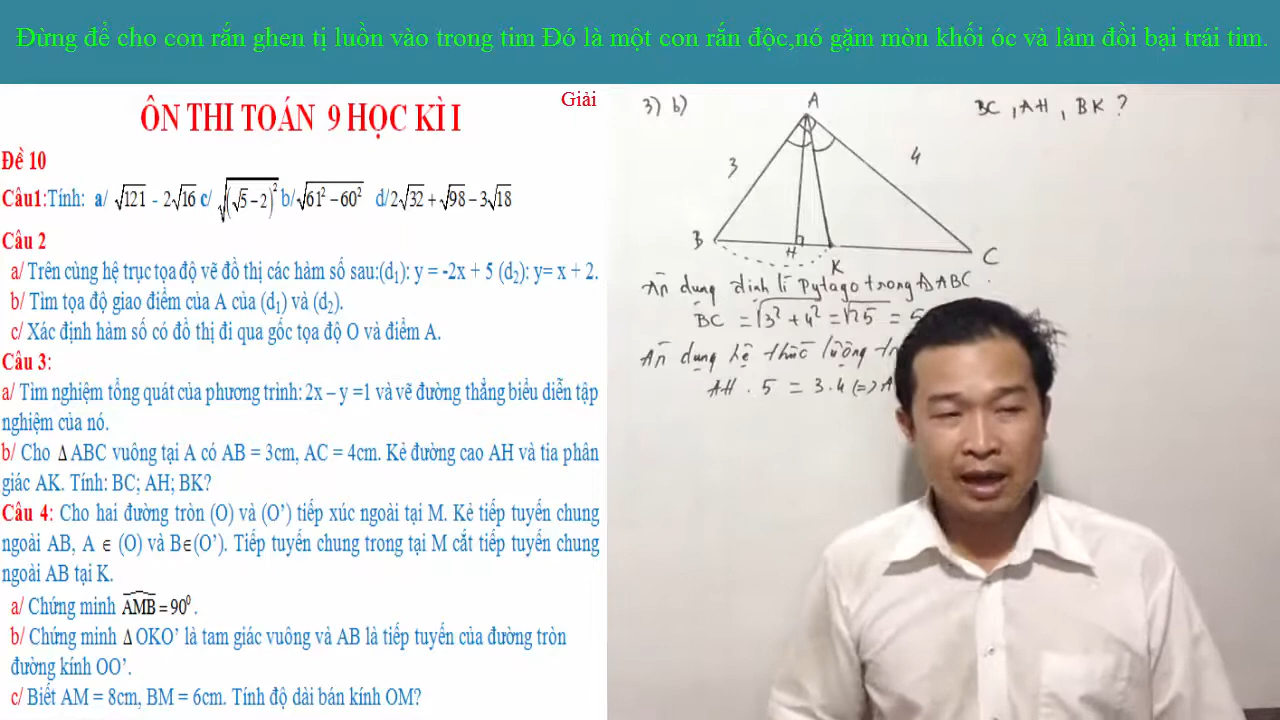 Đừng để cho con rắn ghen tị luồn vào trong tim Đó là một con rắn độc,nó gặm mòn khối óc và làm đồi bại trái tim.
ÔN THI TOÁN 9 HỌC KÌ I
Giải
Đề 10
Câu1:Tính: a/ √121 - 2√16 c/ √(√5-2)² b/√61²-60² d/2√32+√98-3√18
Câu 2
a/ Trên cùng hệ trục tọa độ vẽ đồ thị các hàm số sau:(d₁): y = -2x + 5 (d₂): y= x + 2.
b/ Tìm tọa độ giao điểm của A của (d₁) và (d₂).
c/ Xác định hàm số có đồ thị đi qua gốc tọa độ O và điểm A.
Câu 3:
a/ Tìm nghiệm tổng quát của phương trình: 2x – y =1 và vẽ đường thẳng biểu diễn tập
nghiệm của nó.
b/ Cho Δ ABC vuông tại A có AB = 3cm, AC = 4cm. Kẻ đường cao AH và tia phân
giác AK. Tính: BC; AH; BK?
Câu 4: Cho hai đường tròn (O) và (O’) tiếp xúc ngoài tại M. Kẻ tiếp tuyến chung
ngoài AB, A ∈ (O) và B∈(O’). Tiếp tuyến chung trong tại M cắt tiếp tuyến chung
ngoài AB tại K.
a/ Chứng minh AMB = 90⁰.
b/ Chứng minh Δ OKO’ là tam giác vuông và AB là tiếp tuyến của đường tròn
đường kính OO’.
c/ Biết AM = 8cm, BM = 6cm. Tính độ dài bán kính OM?
3) b)
A
BC , AH , BK ?
3
4
B
H
K
C
dụng định lí Pytago trong Δ ABC
BC = √3² + 4² = √25 = 5
dụng hệ thức lượng
AH . 5 = 3.4 (=> A